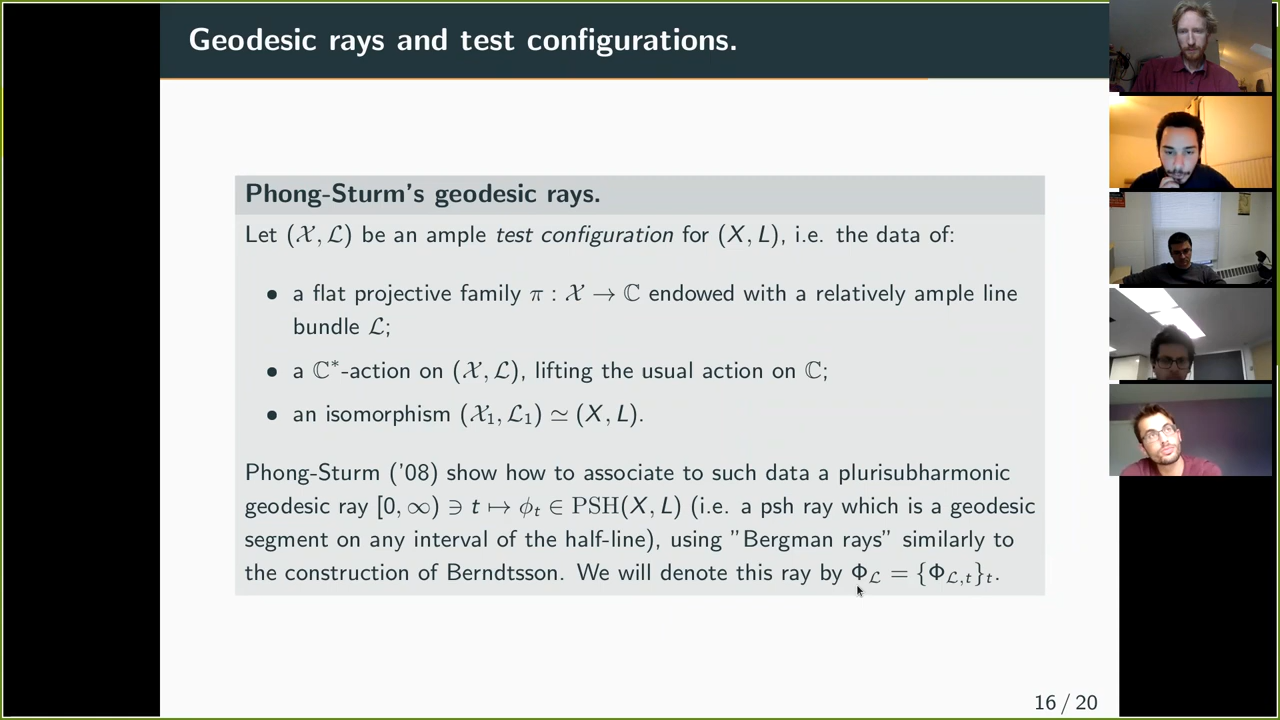 Geodesic rays and test configurations.
Phong-Sturm's geodesic rays.
Let (𝒳, ℒ) be an ample test configuration for (X, L), i.e. the data of:
• a flat projective family π : 𝒳 → ℂ endowed with a relatively ample line
bundle ℒ;
• a ℂ*-action on (𝒳, ℒ), lifting the usual action on ℂ;
• an isomorphism (𝒳₁, ℒ₁) ≃ (X, L).
Phong-Sturm ('08) show how to associate to such data a plurisubharmonic
geodesic ray [0, ∞) ∋ t ↦ ϕₜ ∈ PSH(X, L) (i.e. a psh ray which is a geodesic
segment on any interval of the half-line), using "Bergman rays" similarly to
the construction of Berndtsson. We will denote this ray by Φ_ℒ = {Φ_ℒ,t}ₜ.
16 / 20